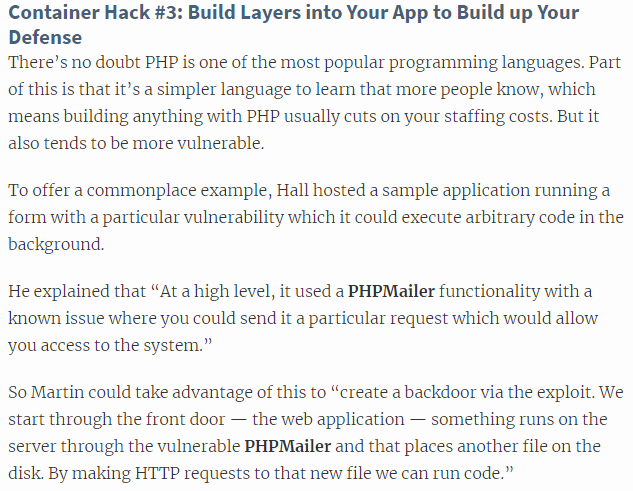 Container Hack #3: Build Layers into Your App to Build up Your
Defense
There’s no doubt PHP is one of the most popular programming languages. Part
of this is that it’s a simpler language to learn that more people know, which
means building anything with PHP usually cuts on your staffing costs. But it
also tends to be more vulnerable.
To offer a commonplace example, Hall hosted a sample application running a
form with a particular vulnerability which it could execute arbitrary code in the
background.
He explained that “At a high level, it used a PHPMailer functionality with a
known issue where you could send it a particular request which would allow
you access to the system.”
So Martin could take advantage of this to “create a backdoor via the exploit. We
start through the front door — the web application — something runs on the
server through the vulnerable PHPMailer and that places another file on the
disk. By making HTTP requests to that new file we can run code.”